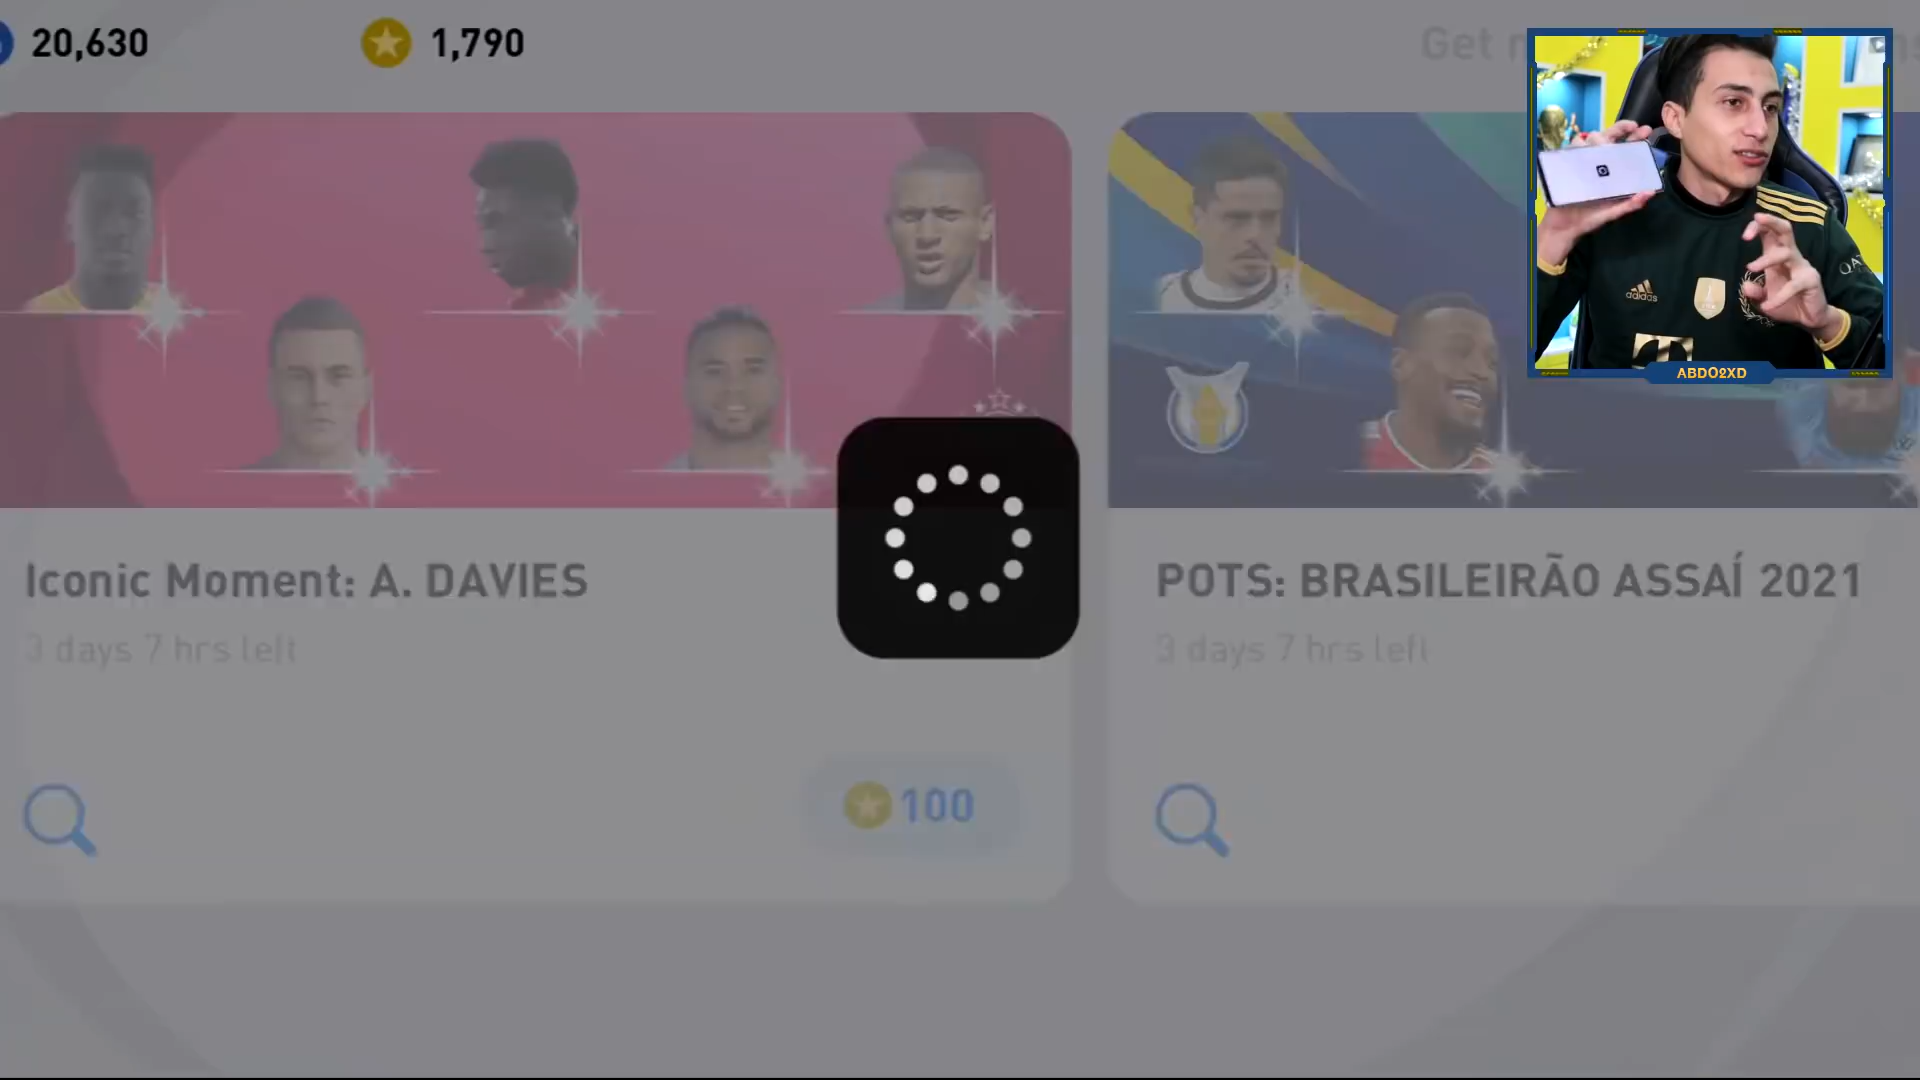 20,630
1,790
Get
ABDO2XD
adidas
Iconic Moment: A. DAVIES
3 days 7 hrs left
100
POTS: BRASILEIRÃO ASSAÍ 2021
3 days 7 hrs left